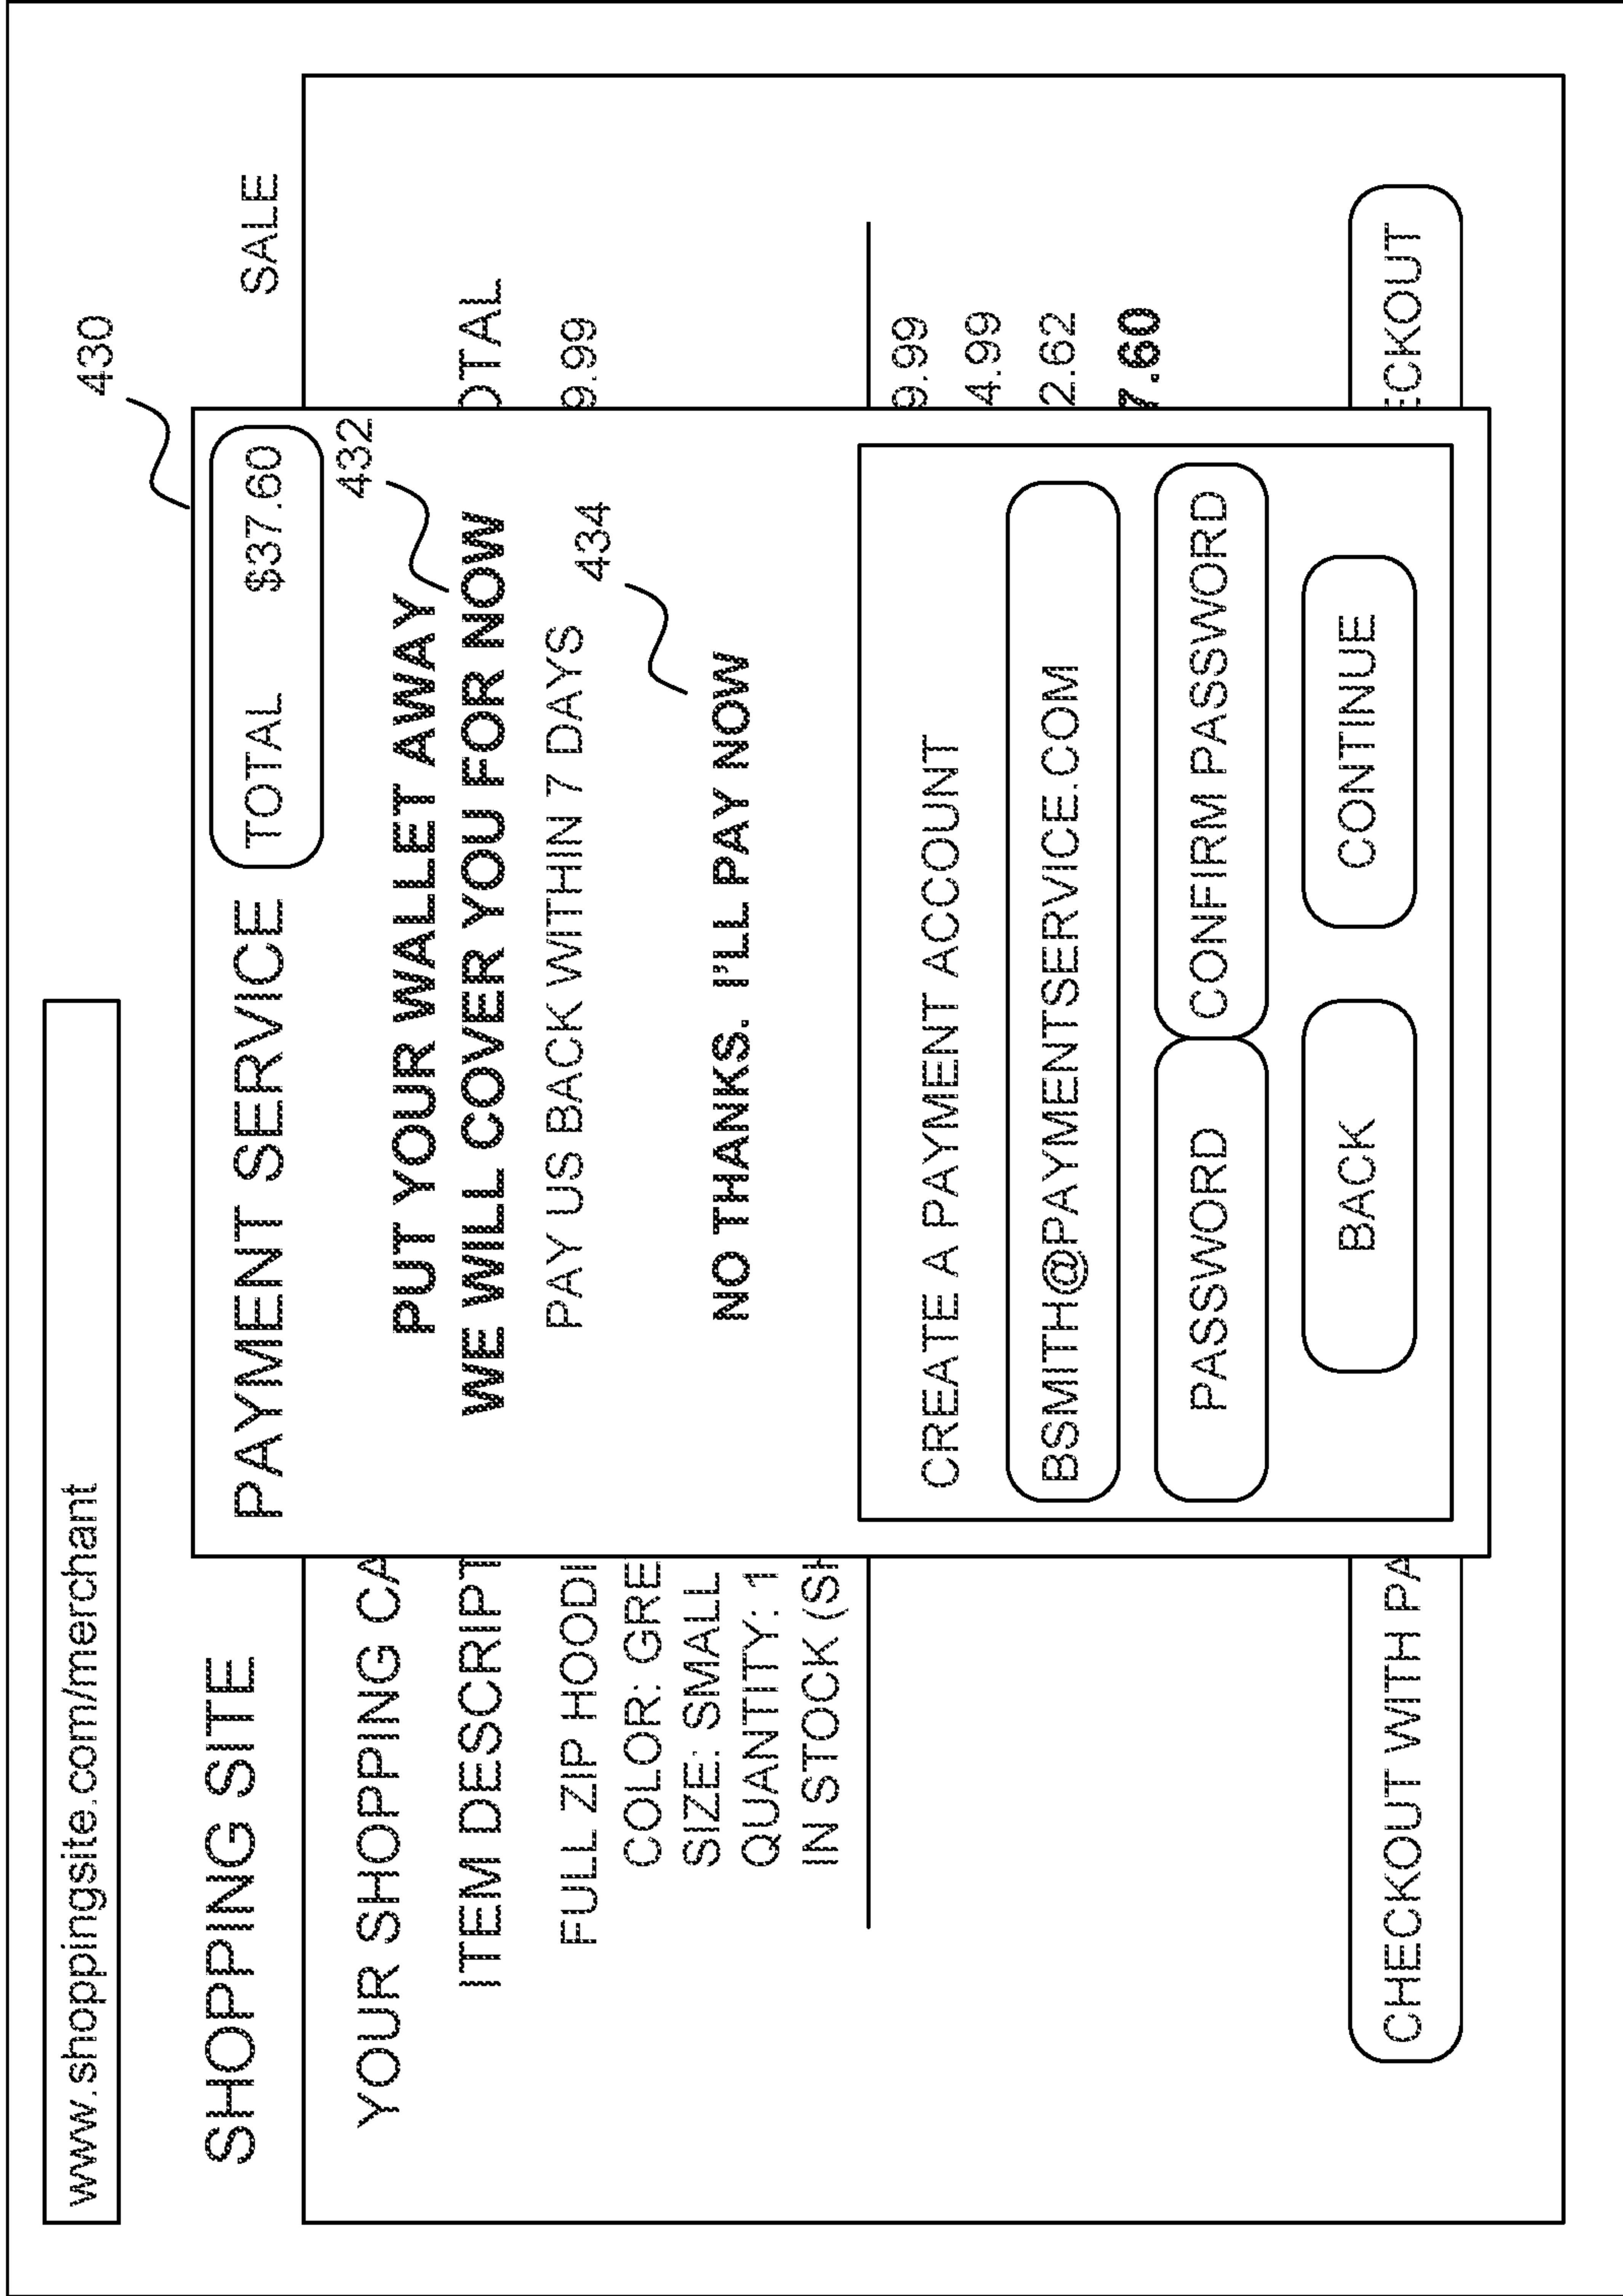 www.shoppingsite.com/merchant
430
SHOPPING SITE
SALE
PAYMENT SERVICE
TOTAL $37.60
432
PUT YOUR WALLET AWAY
WE WILL COVER YOU FOR NOW
PAY US BACK WITHIN 7 DAYS
434
NO THANKS. I'LL PAY NOW
CREATE A PAYMENT ACCOUNT
BSMITH@PAYMENTSERVICE.COM
PASSWORD CONFIRM PASSWORD
BACK CONTINUE
YOUR SHOPPING CA
ITEM DESCRIPT
OTAL
FULL ZIP HOODI
9.99
COLOR: GRE
SIZE: SMALL
QUANTITY: 1
IN STOCK (SH
9.99
4.99
2.62
7.60
CHECKOUT WITH PA
ECKOUT